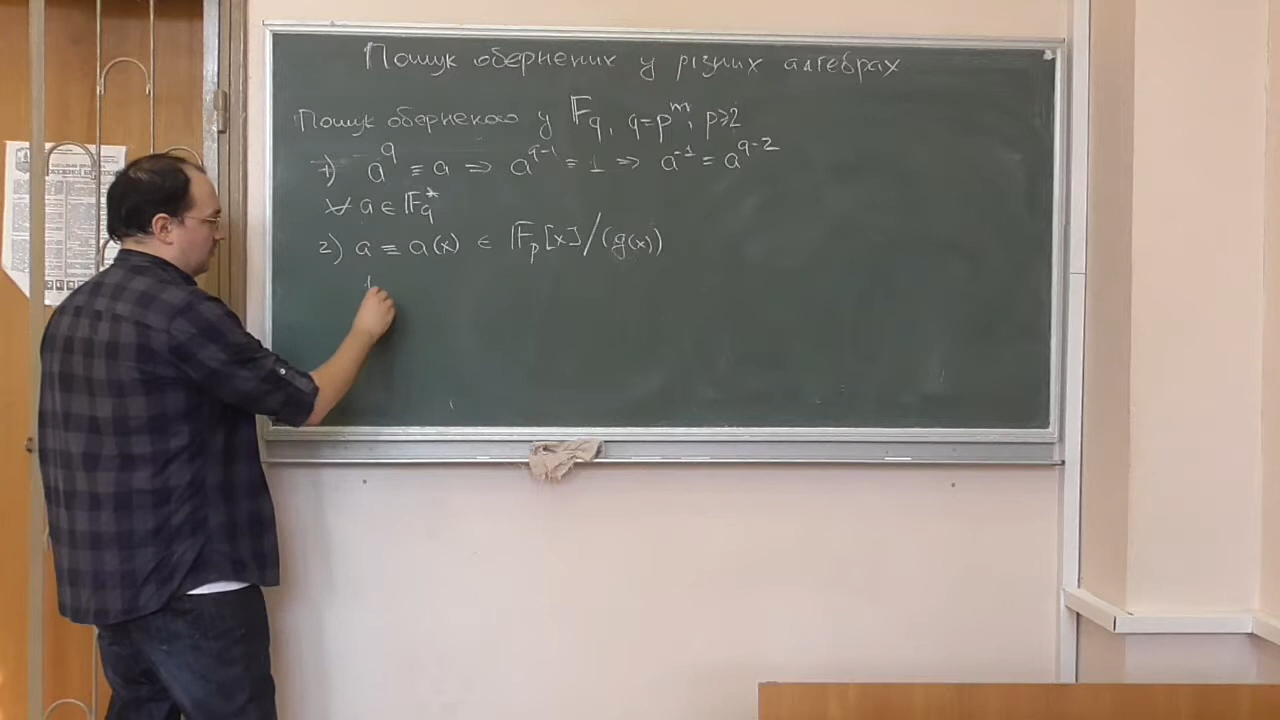 Пошук обернених у різних алгебрах
Пошук оберненого у 𝔽_q, q=p^m, p≥2
1) a^q ≡ a ⇒ a^{q-1} = 1 ⇒ a^{-1} = a^{q-2}
∀ a ∈ 𝔽_q^*
2) a ≡ a(x) ∈ 𝔽_p[x]/(g(x))